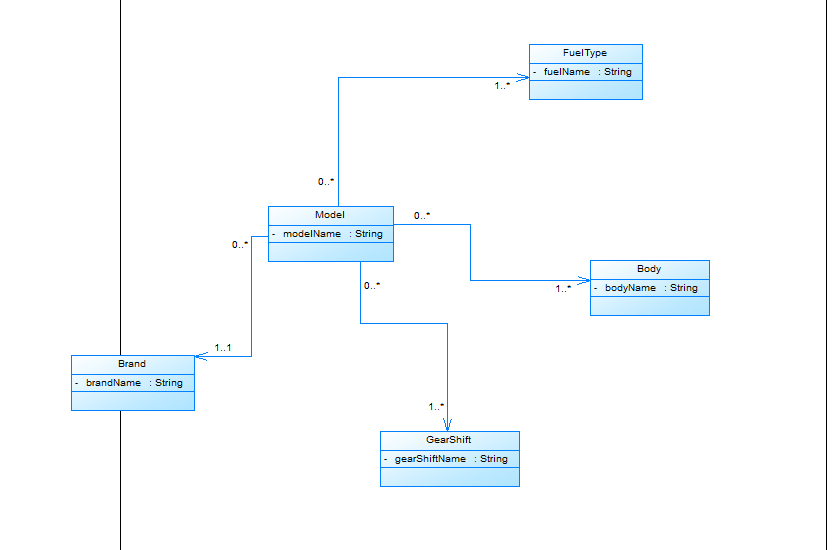 FuelType
- fuelName : String
1..*
0..*
Model
- modelName : String
0..*
0..*
0..*
Body
- bodyName : String
1..*
1..1
Brand
- brandName : String
1..*
GearShift
- gearShiftName : String